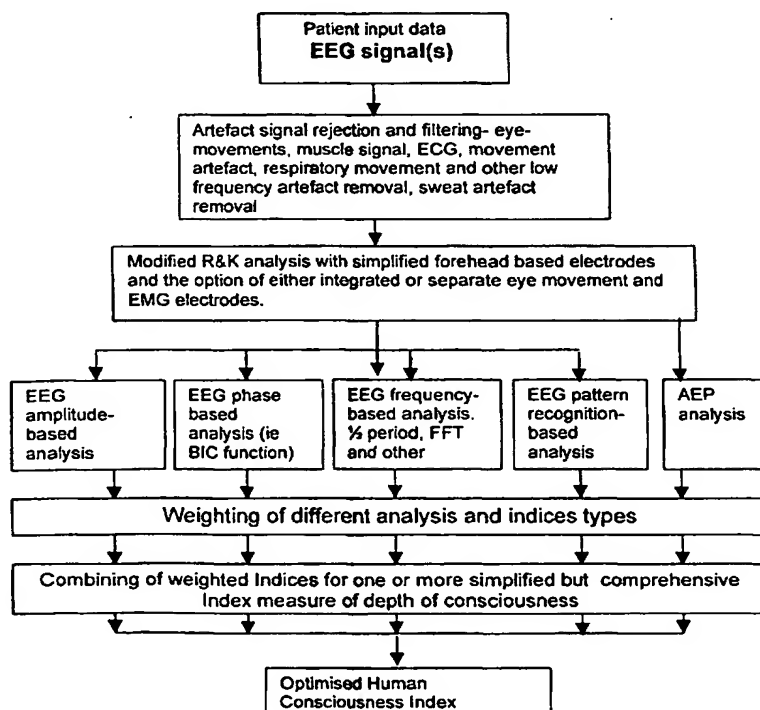 Patient input data
EEG signal(s)
Artefact signal rejection and filtering- eye-
movements, muscle signal, ECG, movement
artefact, respiratory movement and other low
frequency artefact removal, sweat artefact
removal
Modified R&K analysis with simplified forehead based electrodes
and the option of either integrated or separate eye movement and
EMG electrodes.
EEG
amplitude-
based
analysis
EEG phase
based
analysis (ie
BIC function)
EEG frequency-
based analysis.
½ period, FFT
and other
EEG pattern
recognition-
based
analysis
AEP
analysis
Weighting of different analysis and indices types
Combining of weighted Indices for one or more simplified but comprehensive
Index measure of depth of consciousness
Optimised Human
Consciousness Index